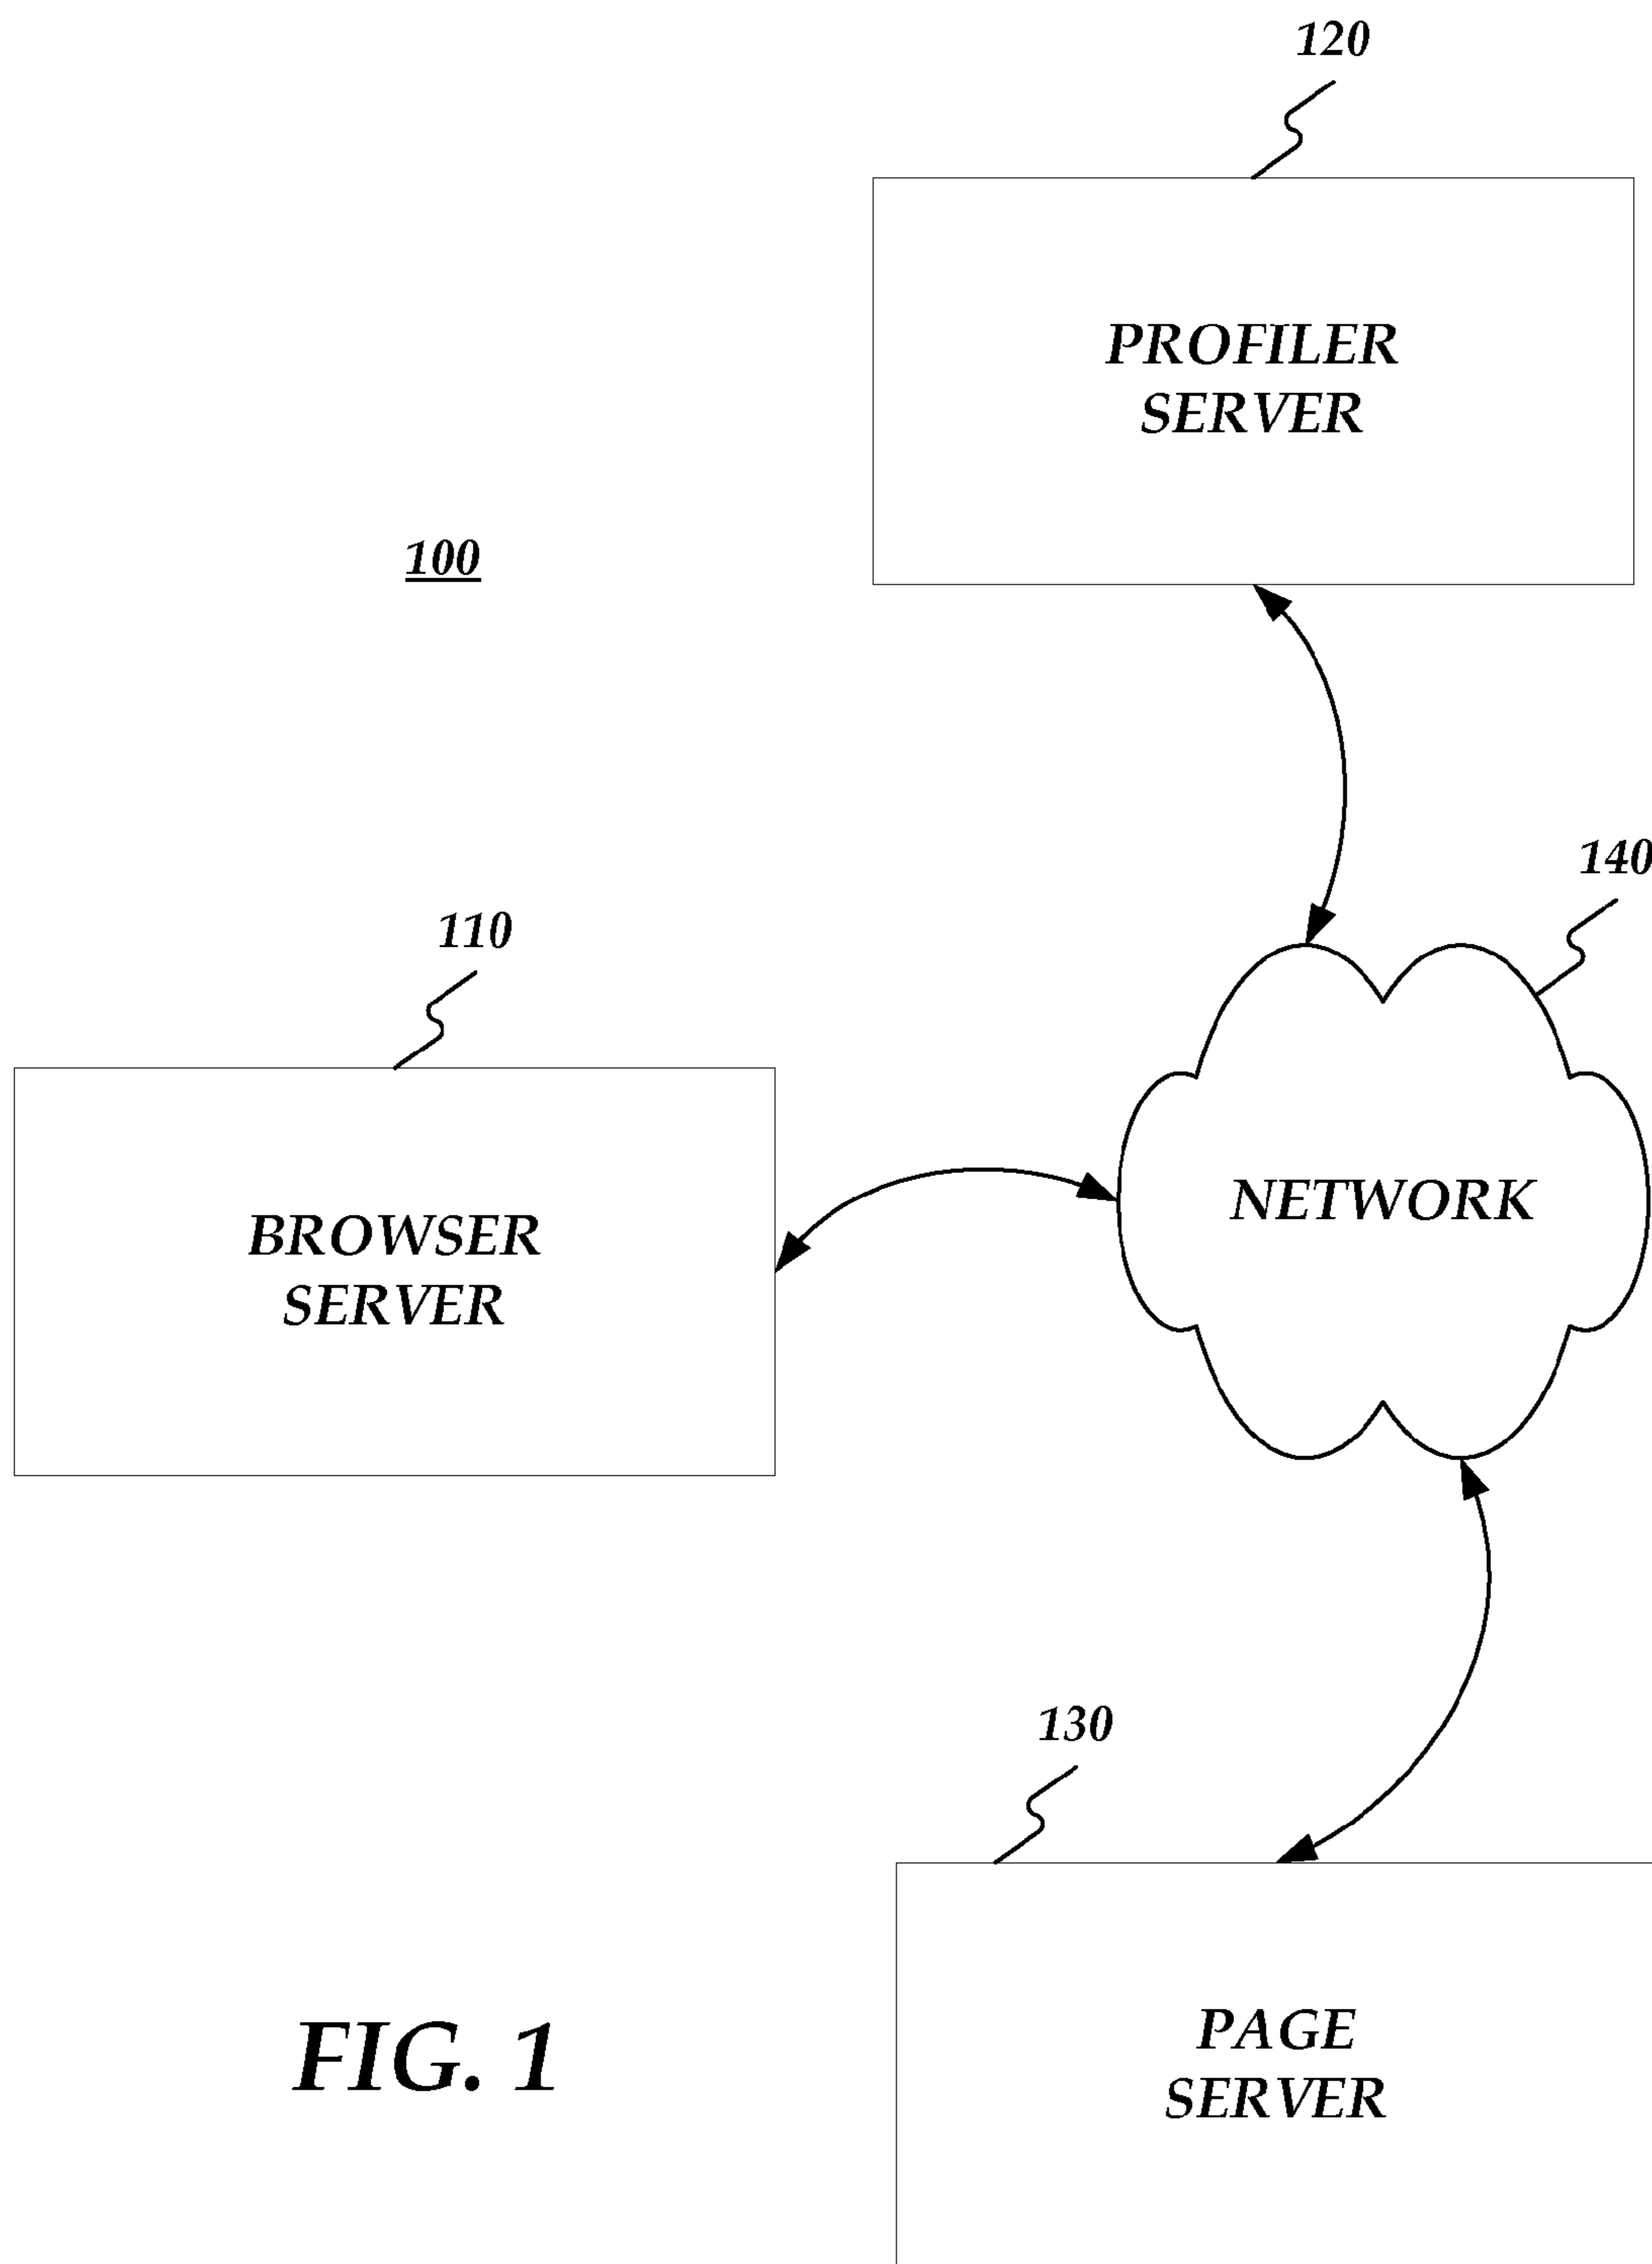 120
PROFILER
SERVER
100
140
110
NETWORK
BROWSER
SERVER
130
PAGE
SERVER
FIG. 1